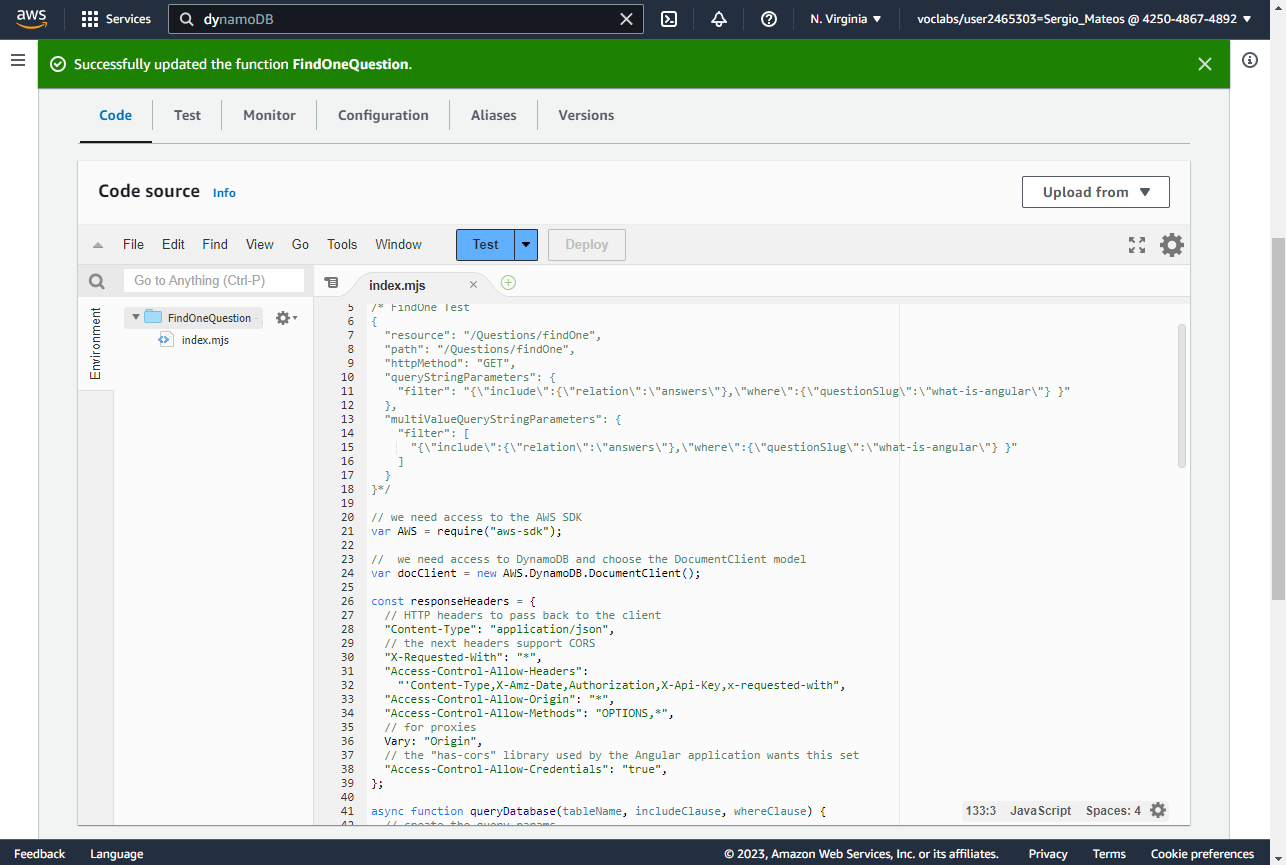 aws Services dynamoDB N. Virginia voclabs/user2465303=Sergio_Mateos @ 4250-4867-4892
Successfully updated the function FindOneQuestion.
Code Test Monitor Configuration Aliases Versions
Code source Info Upload from
File Edit Find View Go Tools Window Test Deploy
Go to Anything (Ctrl-P) index.mjs
Environment
FindOneQuestion
index.mjs
5 /* FindOne Test
6 {
7 "resource": "/Questions/findOne",
8 "path": "/Questions/findOne",
9 "httpMethod": "GET",
10 "queryStringParameters": {
11 "filter": "{\"include\":{\"relation\":\"answers\"},\"where\":{\"questionSlug\":\"what-is-angular\"} }"
12 },
13 "multiValueQueryStringParameters": {
14 "filter": [
15 "{\"include\":{\"relation\":\"answers\"},\"where\":{\"questionSlug\":\"what-is-angular\"} }"
16 ]
17 }
18 }*/
19
20 // we need access to the AWS SDK
21 var AWS = require("aws-sdk");
22
23 //  we need access to DynamoDB and choose the DocumentClient model
24 var docClient = new AWS.DynamoDB.DocumentClient();
25
26 const responseHeaders = {
27 // HTTP headers to pass back to the client
28 "Content-Type": "application/json",
29 // the next headers support CORS
30 "X-Requested-With": "*",
31 "Access-Control-Allow-Headers":
32 "'Content-Type,X-Amz-Date,Authorization,X-Api-Key,x-requested-with",
33 "Access-Control-Allow-Origin": "*",
34 "Access-Control-Allow-Methods": "OPTIONS,*",
35 // for proxies
36 Vary: "Origin",
37 // the "has-cors" library used by the Angular application wants this set
38 "Access-Control-Allow-Credentials": "true",
39 };
40
41 async function queryDatabase(tableName, includeClause, whereClause) {
42 // create the query params
133:3 JavaScript Spaces: 4
Feedback Language © 2023, Amazon Web Services, Inc. or its affiliates. Privacy Terms Cookie preferences